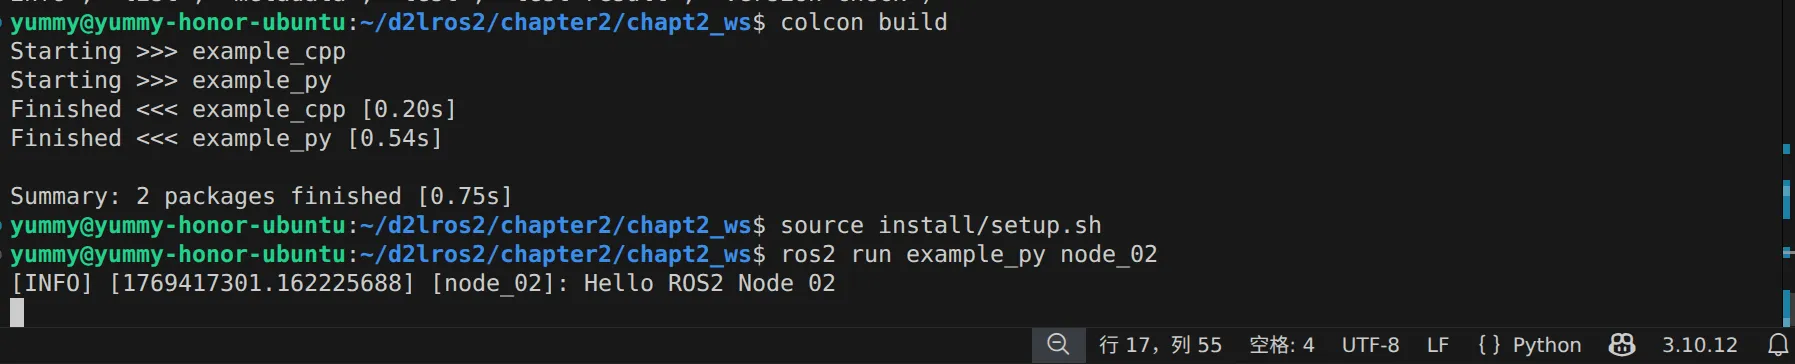 yummy@yummy-honor-ubuntu:~/d2lros2/chapter2/chapt2_ws$ colcon build
Starting >>> example_cpp
Starting >>> example_py
Finished <<< example_cpp [0.20s]
Finished <<< example_py [0.54s]
Summary: 2 packages finished [0.75s]
yummy@yummy-honor-ubuntu:~/d2lros2/chapter2/chapt2_ws$ source install/setup.sh
yummy@yummy-honor-ubuntu:~/d2lros2/chapter2/chapt2_ws$ ros2 run example_py node_02
[INFO] [1769417301.162225688] [node_02]: Hello ROS2 Node 02
行 17，列 55 空格: 4 UTF-8 LF {} Python 3.10.12